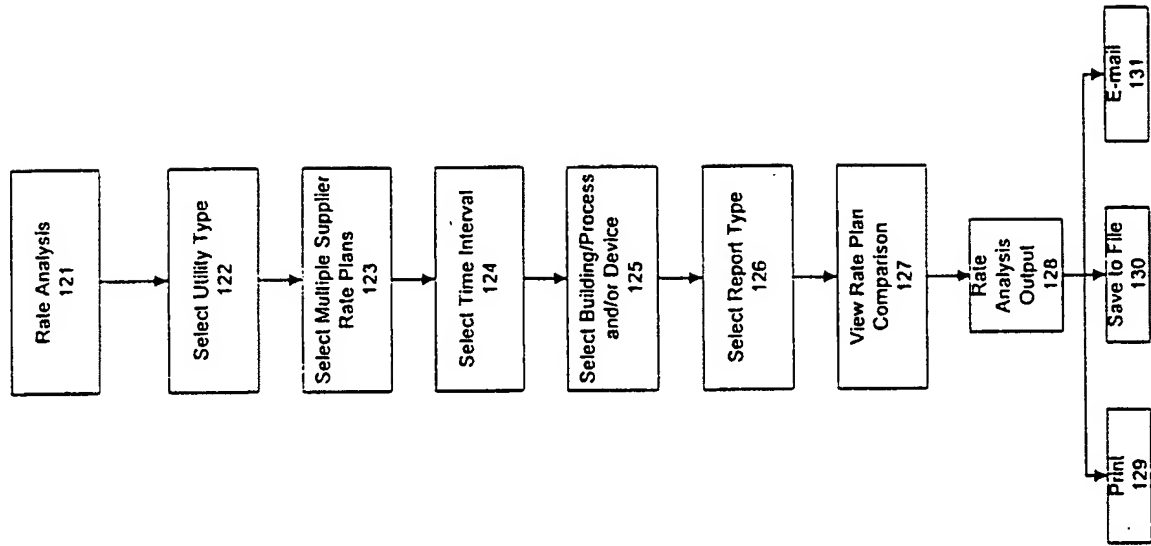 Rate Analysis
121
Select Utility Type
122
Select Multiple Supplier
Rate Plans
123
Select Time Interval
124
Select Building/Process
and/or Device
125
Select Report Type
126
View Rate Plan
Comparison
127
Rate
Analysis
Output
128
Print
129
Save to File
130
E-mail
131